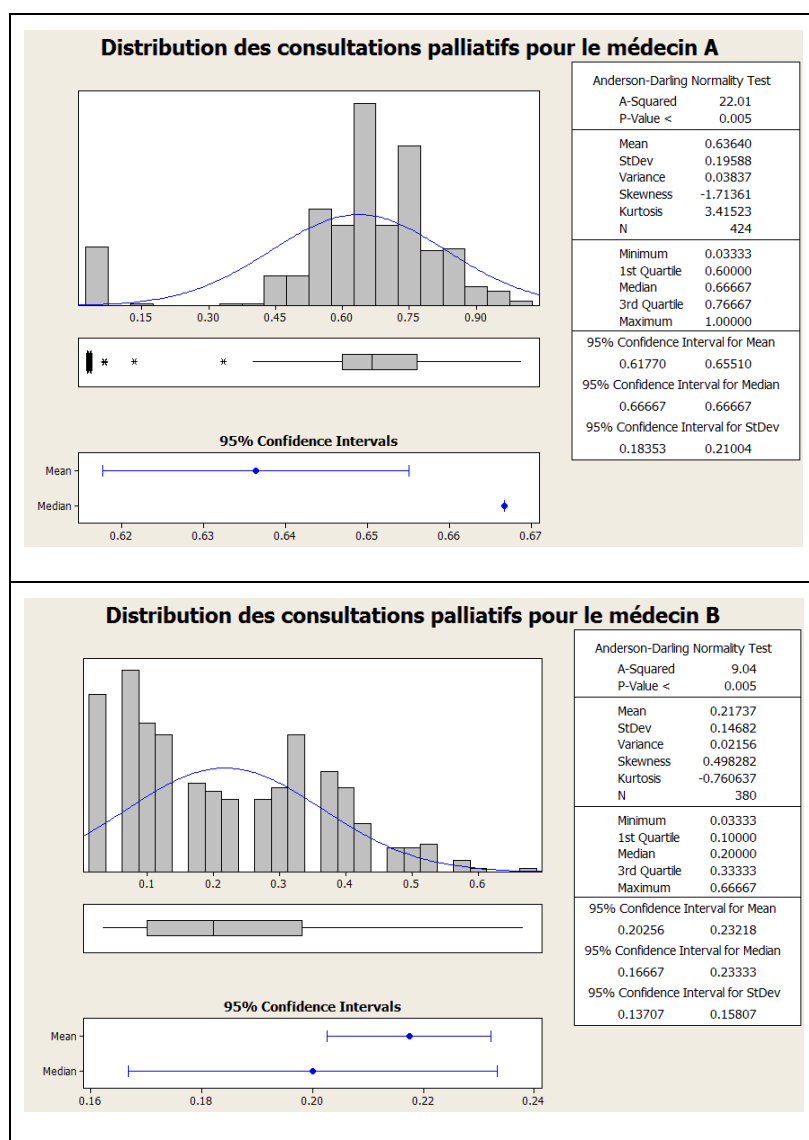 Distribution des consultations palliatifs pour le médecin A
Anderson-Darling Normality Test
A-Squared 22.01
P-Value < 0.005
Mean 0.63640
StDev 0.19588
Variance 0.03837
Skewness -1.71361
Kurtosis 3.41523
N 424
Minimum 0.03333
1st Quartile 0.60000
Median 0.66667
3rd Quartile 0.76667
Maximum 1.00000
95% Confidence Interval for Mean
0.61770 0.65510
95% Confidence Interval for Median
0.66667 0.66667
95% Confidence Interval for StDev
0.18353 0.21004
0.15 0.30 0.45 0.60 0.75 0.90
95% Confidence Intervals
Mean
Median
0.62 0.63 0.64 0.65 0.66 0.67
Distribution des consultations palliatifs pour le médecin B
Anderson-Darling Normality Test
A-Squared 9.04
P-Value < 0.005
Mean 0.21737
StDev 0.14682
Variance 0.02156
Skewness 0.498282
Kurtosis -0.760637
N 380
Minimum 0.03333
1st Quartile 0.10000
Median 0.20000
3rd Quartile 0.33333
Maximum 0.66667
95% Confidence Interval for Mean
0.20256 0.23218
95% Confidence Interval for Median
0.16667 0.23333
95% Confidence Interval for StDev
0.13707 0.15807
0.1 0.2 0.3 0.4 0.5 0.6
95% Confidence Intervals
Mean
Median
0.16 0.18 0.20 0.22 0.24